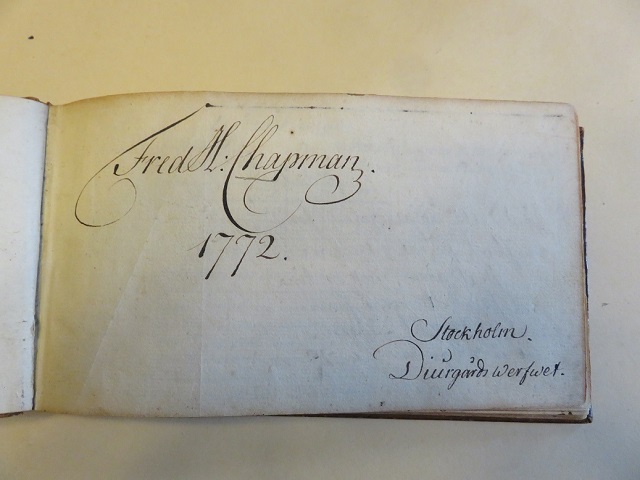 Fred H: Chapman.
1772.
Stockholm.
Diurgårds werfwet.